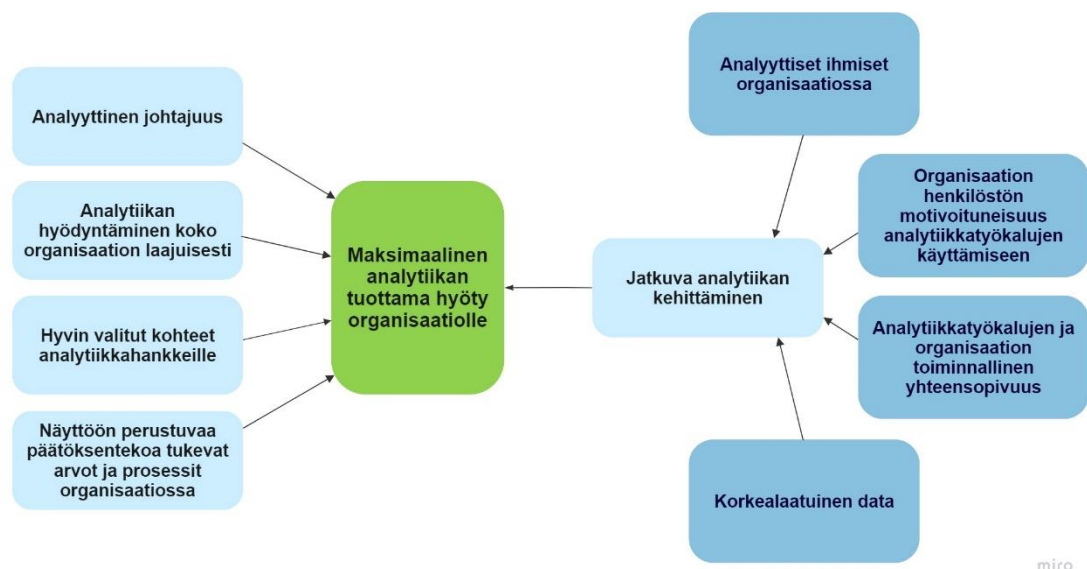 Analyyttinen johtajuus
Analytiikan
hyödyntäminen koko
organisaation laajuisesti
Hyvin valitut kohteet
analytiikkahankkeille
Näyttöön perustuvaa
päätöksentekoa tukevat
arvot ja prosessit
organisaatiossa
Maksimaalinen
analytiikan
tuottama hyöty
organisaatiolle
Jatkuva analytiikan
kehittäminen
Analyyttiset ihmiset
organisaatiossa
Organisaation
henkilöstön
motivoituneisuus
analytiikkatyökalujen
käyttämiseen
Analytiikkatyökalujen ja
organisaation
toiminnallinen
yhteensopivuus
Korkealaatuinen data
miro